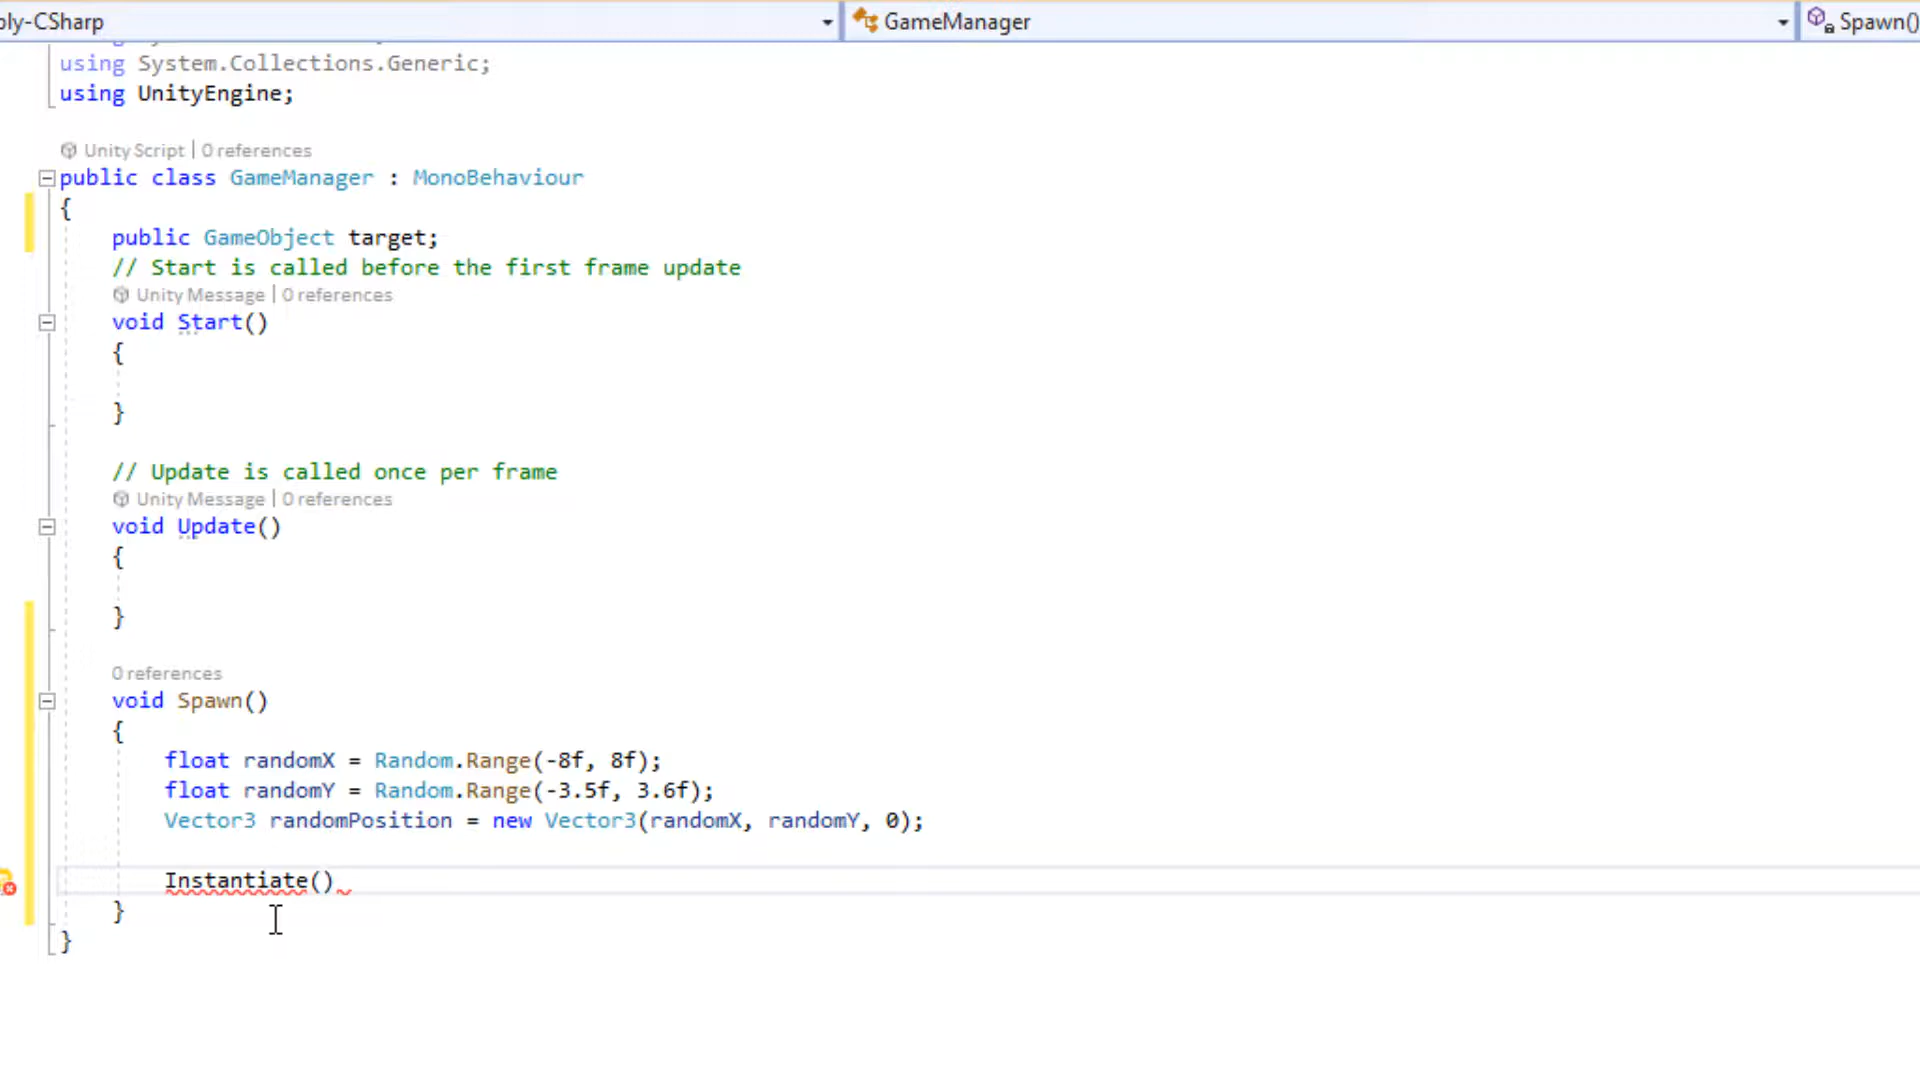 ply-CSharp
GameManager
Spawn()
using System.Collections.Generic;
using UnityEngine;
Unity Script | 0 references
public class GameManager : MonoBehaviour
{
public GameObject target;
// Start is called before the first frame update
Unity Message | 0 references
void Start()
{
}
// Update is called once per frame
Unity Message | 0 references
void Update()
{
}
0 references
void Spawn()
{
float randomX = Random.Range(-8f, 8f);
float randomY = Random.Range(-3.5f, 3.6f);
Vector3 randomPosition = new Vector3(randomX, randomY, 0);
Instantiate()
}
}